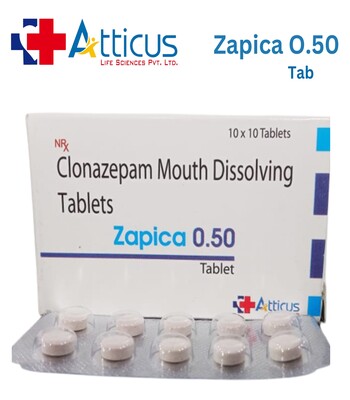 Atticus
LIFE SCIENCES PVT. LTD.
Zapica 0.50
Tab
10 x 10 Tablets
NRx
Clonazepam Mouth Dissolving
Tablets
Zapica 0.50
Tablet
Atticus